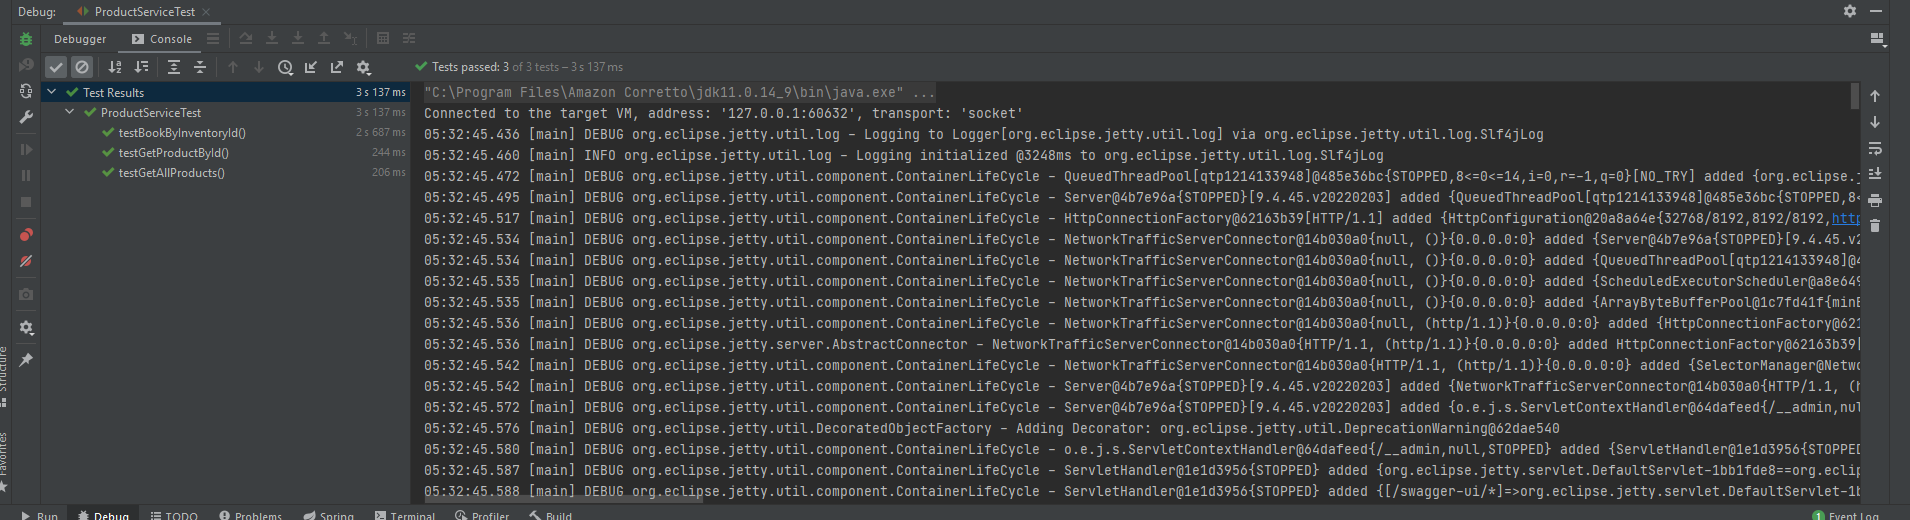 Debug: ProductServiceTest
Debugger Console
Tests passed: 3 of 3 tests – 3 s 137 ms
Test Results 3 s 137 ms
ProductServiceTest 3 s 137 ms
testBookByInventoryId() 2 s 687 ms
testGetProductById() 244 ms
testGetAllProducts() 206 ms
"C:\Program Files\Amazon Corretto\jdk11.0.14_9\bin\java.exe" ...
Connected to the target VM, address: '127.0.0.1:60632', transport: 'socket'
05:32:45.436 [main] DEBUG org.eclipse.jetty.util.log - Logging to Logger[org.eclipse.jetty.util.log] via org.eclipse.jetty.util.log.Slf4jLog
05:32:45.460 [main] INFO org.eclipse.jetty.util.log - Logging initialized @3248ms to org.eclipse.jetty.util.log.Slf4jLog
05:32:45.472 [main] DEBUG org.eclipse.jetty.util.component.ContainerLifeCycle - QueuedThreadPool[qtp1214133948]@485e36bc{STOPPED,8<=0<=14,i=0,r=-1,q=0}[NO_TRY] added {org.eclipse.j
05:32:45.495 [main] DEBUG org.eclipse.jetty.util.component.ContainerLifeCycle - Server@4b7e96a{STOPPED}[9.4.45.v20220203] added {QueuedThreadPool[qtp1214133948]@485e36bc{STOPPED,8<
05:32:45.517 [main] DEBUG org.eclipse.jetty.util.component.ContainerLifeCycle - HttpConnectionFactory@62163b39[HTTP/1.1] added {HttpConfiguration@20a8a64e{32768/8192,8192/8192,http
05:32:45.534 [main] DEBUG org.eclipse.jetty.util.component.ContainerLifeCycle - NetworkTrafficServerConnector@14b030a0{null, ()}{0.0.0.0:0} added {Server@4b7e96a{STOPPED}[9.4.45.v2
05:32:45.534 [main] DEBUG org.eclipse.jetty.util.component.ContainerLifeCycle - NetworkTrafficServerConnector@14b030a0{null, ()}{0.0.0.0:0} added {QueuedThreadPool[qtp1214133948]@4
05:32:45.535 [main] DEBUG org.eclipse.jetty.util.component.ContainerLifeCycle - NetworkTrafficServerConnector@14b030a0{null, ()}{0.0.0.0:0} added {ScheduledExecutorScheduler@a8e649
05:32:45.535 [main] DEBUG org.eclipse.jetty.util.component.ContainerLifeCycle - NetworkTrafficServerConnector@14b030a0{null, ()}{0.0.0.0:0} added {ArrayByteBufferPool@1c7fd41f{minE
05:32:45.536 [main] DEBUG org.eclipse.jetty.util.component.ContainerLifeCycle - NetworkTrafficServerConnector@14b030a0{null, (http/1.1)}{0.0.0.0:0} added {HttpConnectionFactory@621
05:32:45.536 [main] DEBUG org.eclipse.jetty.server.AbstractConnector - NetworkTrafficServerConnector@14b030a0{HTTP/1.1, (http/1.1)}{0.0.0.0:0} added HttpConnectionFactory@62163b39[
05:32:45.542 [main] DEBUG org.eclipse.jetty.util.component.ContainerLifeCycle - NetworkTrafficServerConnector@14b030a0{HTTP/1.1, (http/1.1)}{0.0.0.0:0} added {SelectorManager@Netwo
05:32:45.542 [main] DEBUG org.eclipse.jetty.util.component.ContainerLifeCycle - Server@4b7e96a{STOPPED}[9.4.45.v20220203] added {NetworkTrafficServerConnector@14b030a0{HTTP/1.1, (h
05:32:45.572 [main] DEBUG org.eclipse.jetty.util.component.ContainerLifeCycle - Server@4b7e96a{STOPPED}[9.4.45.v20220203] added {o.e.j.s.ServletContextHandler@64dafeed{/__admin,nul
05:32:45.576 [main] DEBUG org.eclipse.jetty.util.DecoratedObjectFactory - Adding Decorator: org.eclipse.jetty.util.DeprecationWarning@62dae540
05:32:45.580 [main] DEBUG org.eclipse.jetty.util.component.ContainerLifeCycle - o.e.j.s.ServletContextHandler@64dafeed{/__admin,null,STOPPED} added {ServletHandler@1e1d3956{STOPPED
05:32:45.587 [main] DEBUG org.eclipse.jetty.util.component.ContainerLifeCycle - ServletHandler@1e1d3956{STOPPED} added {org.eclipse.jetty.servlet.DefaultServlet-1bb1fde8==org.eclip
05:32:45.588 [main] DEBUG org.eclipse.jetty.util.component.ContainerLifeCycle - ServletHandler@1e1d3956{STOPPED} added {[/swagger-ui/*]=>org.eclipse.jetty.servlet.DefaultServlet-1b
Structure
Favorites
Run Debug TODO Problems Spring Terminal Profiler Build 1 Event Log